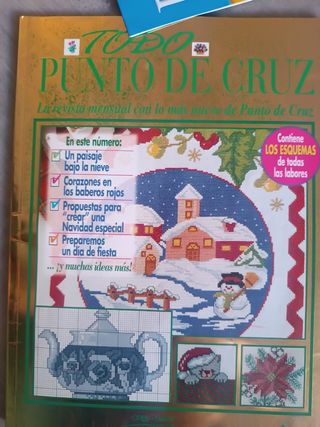 TODO
PUNTO DE CRUZ
La revista mensual con lo más nuevo de Punto de Cruz
En este número:
Un paisaje
bajo la nieve
Corazones en
los baberos rojos
Propuestas para
"crear" una
Navidad especial
Preparemos
un día de fiesta
... ¡y muchas ideas más!
Contiene
LOS ESQUEMAS
de todas
las labores